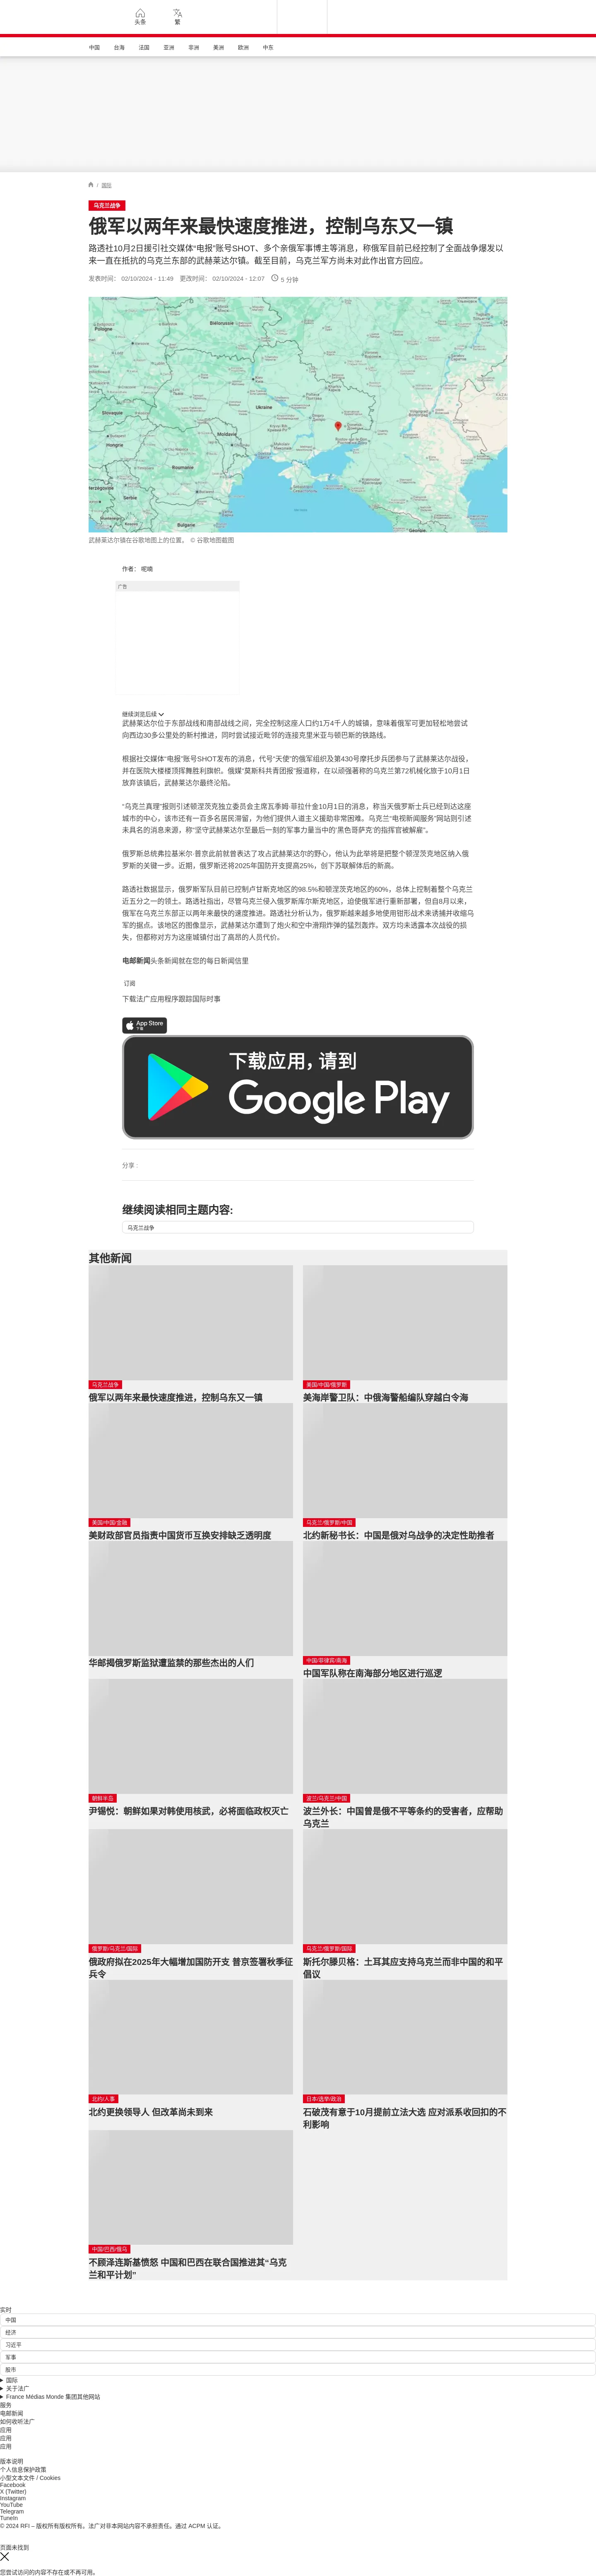 头条
繁
中国 台海 法国 亚洲 非洲 美洲 欧洲 中东
/ 国际
乌克兰战争
俄军以两年来最快速度推进，控制乌东又一镇
路透社10月2日援引社交媒体“电报”账号SHOT、多个亲俄军事博主等消息，称俄军目前已经控制了全面战争爆发以
来一直在抵抗的乌克兰东部的武赫莱达尔镇。截至目前，乌克兰军方尚未对此作出官方回应。
发表时间： 02/10/2024 - 11:49 更改时间： 02/10/2024 - 12:07 5 分钟
Ukraine
Moldavie
Roumanie
Hongrie
Serbie
Bulgarie
Slovaquie
Biélorussie
Pologne
Géorgie
武赫莱达尔镇在谷歌地图上的位置。 © 谷歌地图截图
作者： 呢喃
广告
继续浏览后续
武赫莱达尔位于东部战线和南部战线之间，完全控制这座人口约1万4千人的城镇，意味着俄军可更加轻松地尝试
向西边30多公里处的新村推进，同时尝试接近毗邻的连接克里米亚与顿巴斯的铁路线。
根据社交媒体“电报”账号SHOT发布的消息，代号“天使”的俄军组织及第430号摩托步兵团参与了武赫莱达尔战役，
并在医院大楼楼顶挥舞胜利旗帜。俄媒“莫斯科共青团报”报道称，在以顽强著称的乌克兰第72机械化旅于10月1日
放弃该镇后，武赫莱达尔最终沦陷。
“乌克兰真理”报则引述顿涅茨克独立委员会主席瓦季姆·菲拉什金10月1日的消息，称当天俄罗斯士兵已经到达这座
城市的中心，该市还有一百多名居民滞留，为他们提供人道主义援助非常困难。乌克兰“电视新闻服务”网站则引述
未具名的消息来源，称“坚守武赫莱达尔至最后一刻的军事力量当中的‘黑色哥萨克’的指挥官被解雇”。
俄罗斯总统弗拉基米尔·普京此前就曾表达了攻占武赫莱达尔的野心，他认为此举将是把整个顿涅茨克地区纳入俄
罗斯的关键一步。近期，俄罗斯还将2025年国防开支提高25%，创下苏联解体后的新高。
路透社数据显示，俄罗斯军队目前已控制卢甘斯克地区的98.5%和顿涅茨克地区的60%，总体上控制着整个乌克兰
近五分之一的领土。路透社指出，尽管乌克兰侵入俄罗斯库尔斯克地区，迫使俄军进行重新部署，但自8月以来，
俄军在乌克兰东部正以两年来最快的速度推进。路透社分析认为，俄罗斯越来越多地使用钳形战术来诱捕并收缩乌
军的据点。该地区的图像显示，武赫莱达尔遭到了炮火和空中滑翔炸弹的猛烈轰炸。双方均未透露本次战役的损
失，但都称对方为这座城镇付出了高昂的人员代价。
电邮新闻头条新闻就在您的每日新闻信里
订阅
下载法广应用程序跟踪国际时事
App Store
下载应用，请到
Google Play
分享 :
继续阅读相同主题内容:
乌克兰战争
其他新闻
乌克兰战争
俄军以两年来最快速度推进，控制乌东又一镇
美国/中国/俄罗斯
美海岸警卫队：中俄海警船编队穿越白令海
美国/中国/金融
美财政部官员指责中国货币互换安排缺乏透明度
乌克兰/俄罗斯/中国
北约新秘书长：中国是俄对乌战争的决定性助推者
华邮揭俄罗斯监狱遭监禁的那些杰出的人们
中国/菲律宾/南海
中国军队称在南海部分地区进行巡逻
朝鲜半岛
尹锡悦：朝鲜如果对韩使用核武，必将面临政权灭亡
波兰/乌克兰/中国
波兰外长：中国曾是俄不平等条约的受害者，应帮助
乌克兰
俄罗斯/乌克兰/国际
俄政府拟在2025年大幅增加国防开支 普京签署秋季征
兵令
乌克兰/俄罗斯/国际
斯托尔滕贝格：土耳其应支持乌克兰而非中国的和平
倡议
北约/人事
北约更换领导人 但改革尚未到来
日本/选举/政治
石破茂有意于10月提前立法大选 应对派系收回扣的不
利影响
中国/巴西/俄乌
不顾泽连斯基愤怒 中国和巴西在联合国推进其“乌克
兰和平计划”
实时
中国
经济
习近平
军事
股市
国际
关于法广
France Médias Monde 集团其他网站
服务
电邮新闻
如何收听法广
应用
应用
应用
版本说明
个人信息保护政策
小型文本文件 / Cookies
Facebook
X (Twitter)
Instagram
YouTube
Telegram
TuneIn
© 2024 RFI – 版权所有版权所有。法广对非本网站内容不承担责任。通过 ACPM 认证。
页面未找到
您尝试访问的内容不存在或不再可用。